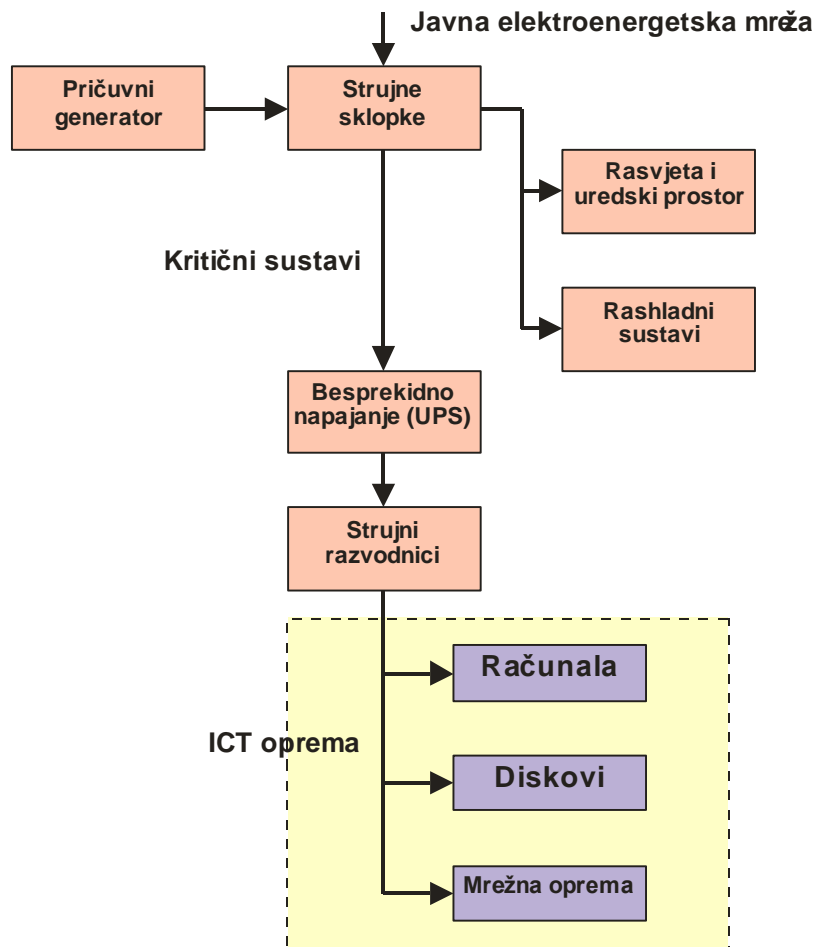 Javna elektroenergetska mreža
Pričuvni
generator
Strujne
sklopke
Rasvjeta i
uredski prostor
Kritični sustavi
Rashladni
sustavi
Besprekidno
napajanje (UPS)
Strujni
razvodnici
Računala
ICT oprema
Diskovi
Mrežna oprema